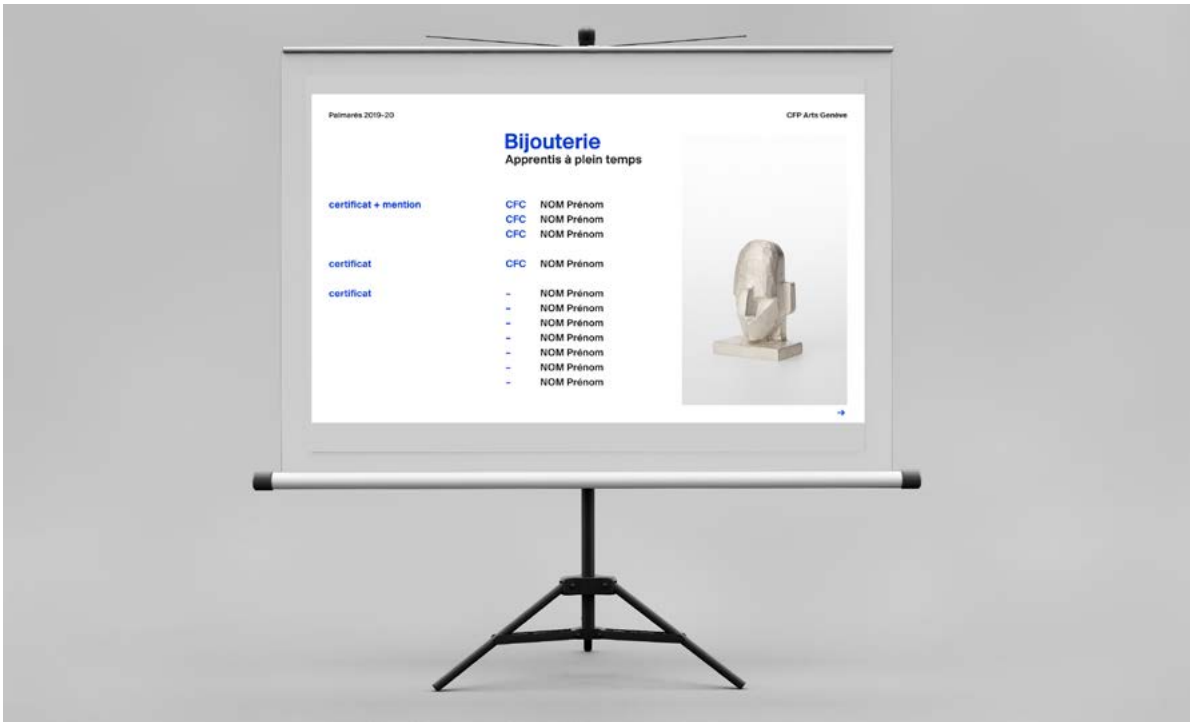 Palmarès 2019–20
CFP Arts Genève
Bijouterie
Apprentis à plein temps
certificat + mention
CFC NOM Prénom
CFC NOM Prénom
CFC NOM Prénom
certificat
CFC NOM Prénom
certificat
– NOM Prénom
– NOM Prénom
– NOM Prénom
– NOM Prénom
– NOM Prénom
– NOM Prénom
– NOM Prénom
→